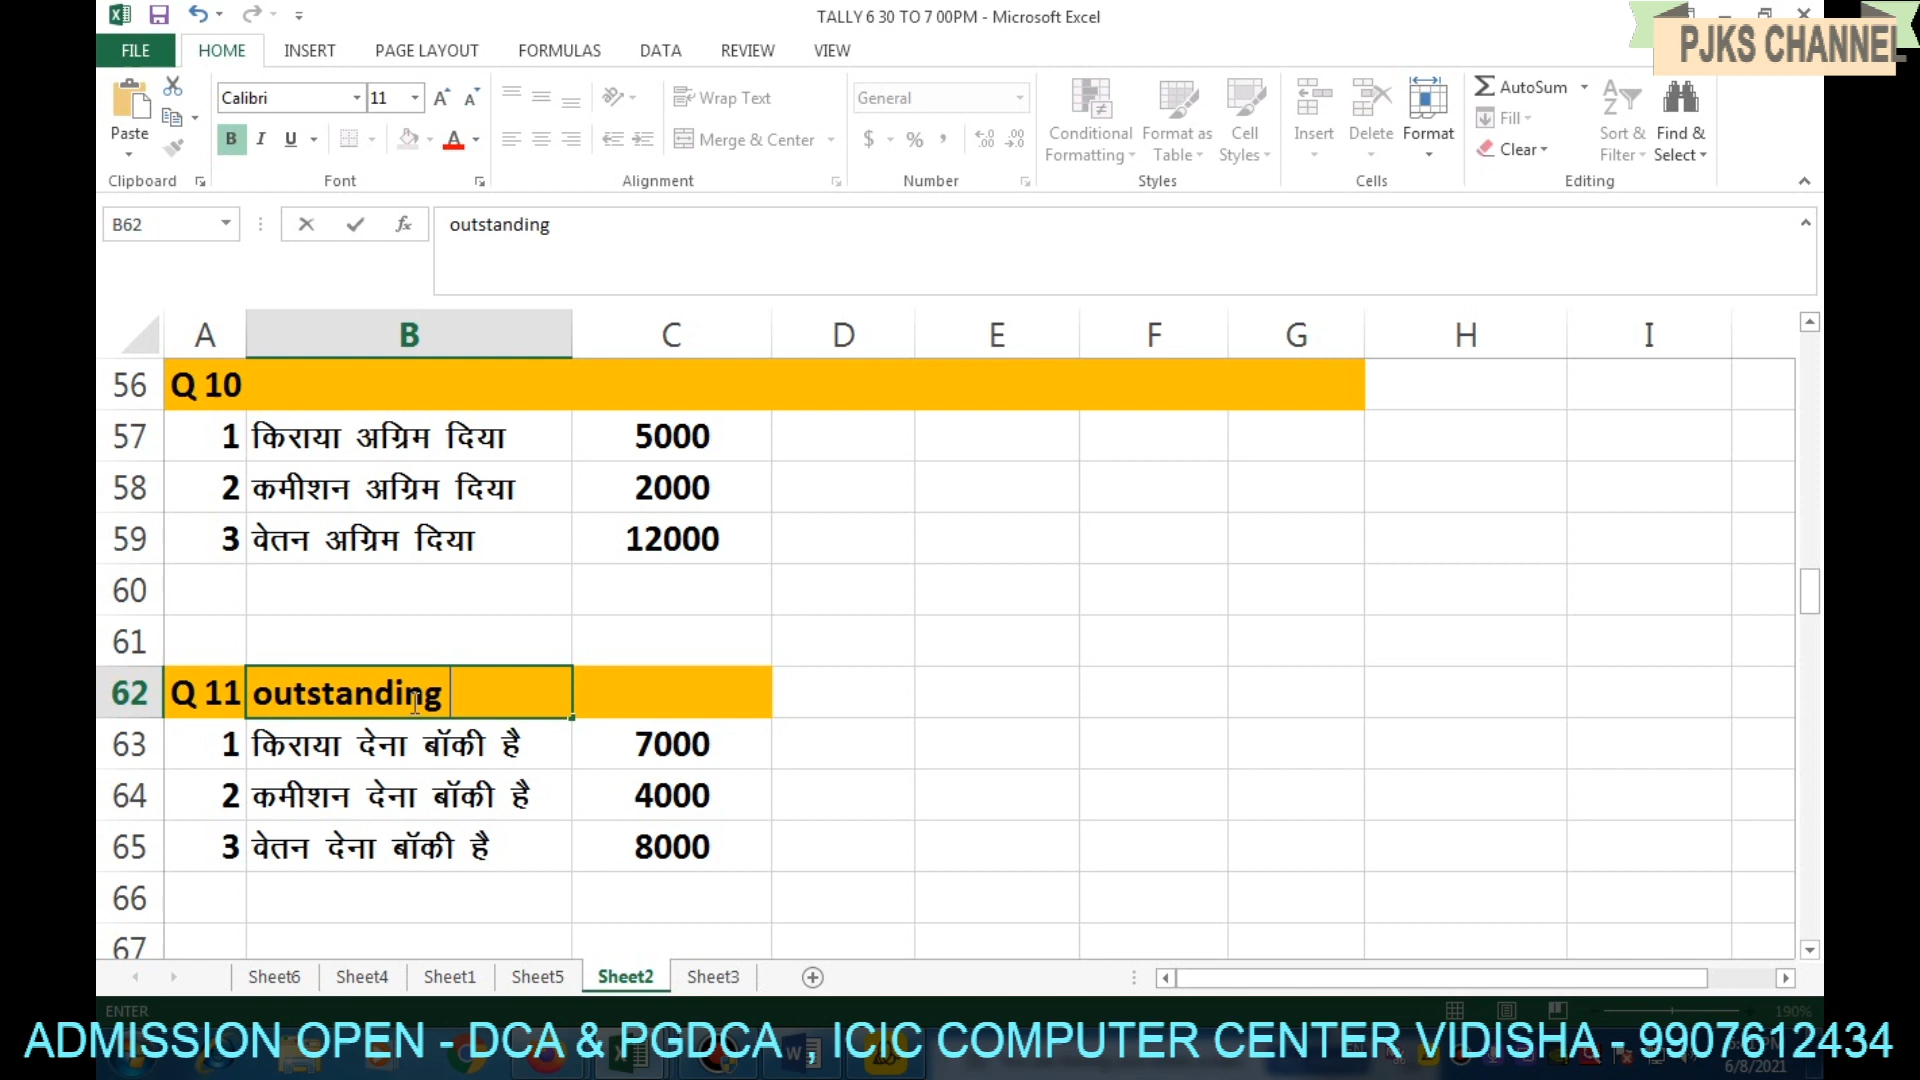 TALLY 6 30 TO 7 00PM - Microsoft Excel
PJKS CHANNEL
FILE HOME INSERT PAGE LAYOUT FORMULAS DATA REVIEW VIEW
Paste
Calibri 11
B I U
Wrap Text
Merge & Center
General
$ % ,
Conditional Formatting
Format as Table
Cell Styles
Insert Delete Format
AutoSum
Fill
Clear
Sort & Filter
Find & Select
Clipboard Font Alignment Number Styles Cells Editing
B62 fx outstanding
A B C D E F G H I
56 Q 10
57 1 किराया अग्रिम दिया 5000
58 2 कमीशन अग्रिम दिया 2000
59 3 वेतन अग्रिम दिया 12000
60
61
62 Q 11 outstanding
63 1 किराया देना बॉकी है 7000
64 2 कमीशन देना बॉकी है 4000
65 3 वेतन देना बॉकी है 8000
66
67
Sheet6 Sheet4 Sheet1 Sheet5 Sheet2 Sheet3
ENTER 190%
ADMISSION OPEN - DCA & PGDCA - ICIC COMPUTER CENTER VIDISHA - 9907612434
6/8/2021